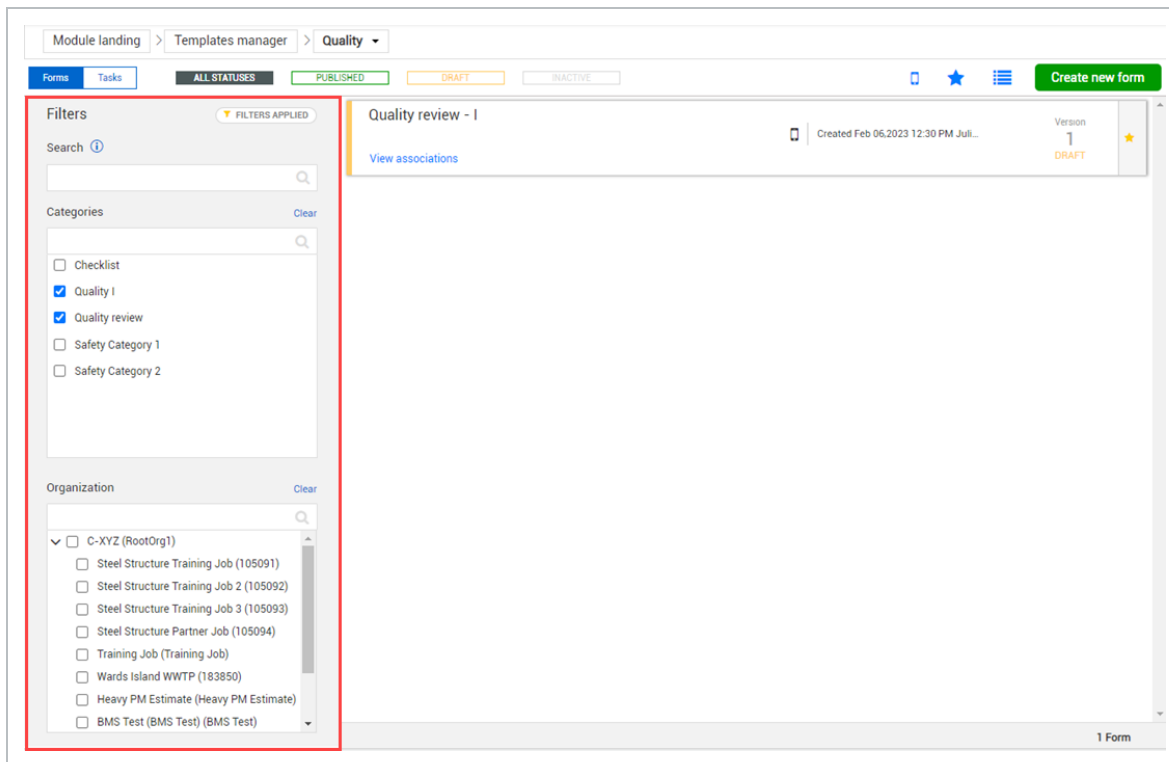 Module landing > Templates manager > Quality
Forms Tasks ALL STATUSES PUBLISHED DRAFT INACTIVE Create new form
Filters FILTERS APPLIED
Search
Categories Clear
Checklist
Quality I
Quality review
Safety Category 1
Safety Category 2
Organization Clear
C-XYZ (RootOrg1)
Steel Structure Training Job (105091)
Steel Structure Training Job 2 (105092)
Steel Structure Training Job 3 (105093)
Steel Structure Partner Job (105094)
Training Job (Training Job)
Wards Island WWTP (183850)
Heavy PM Estimate (Heavy PM Estimate)
BMS Test (BMS Test) (BMS Test)
Quality review - I
Created Feb 06,2023 12:30 PM Juli...
View associations
Version
1
DRAFT
1 Form